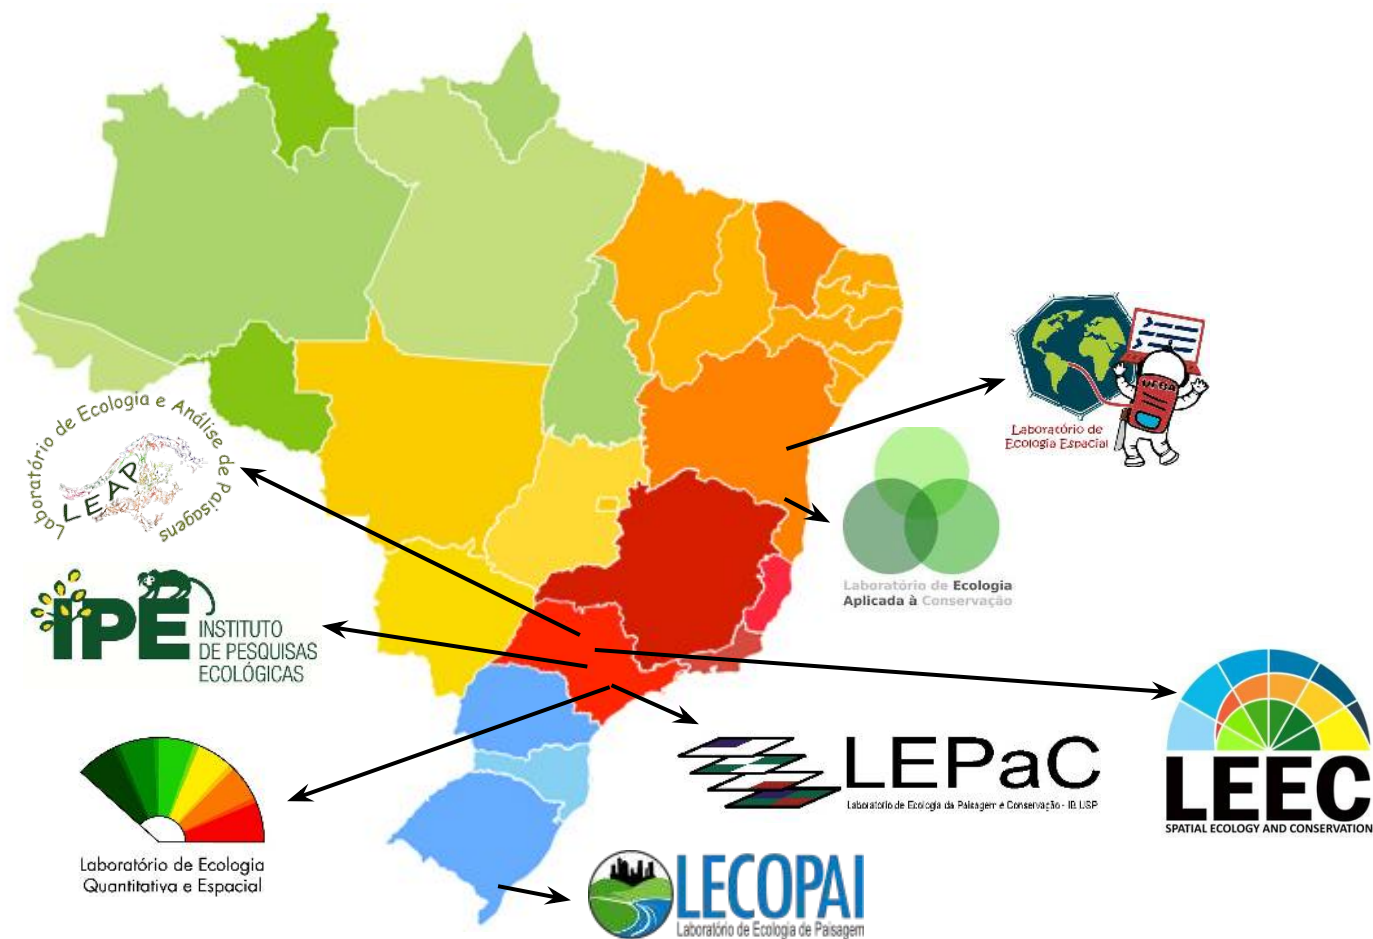 Laboratório de Ecologia e Análise de Paisagens
LEAP
UFBA
Laboratório de
Ecologia Espacial
Laboratório de Ecologia
Aplicada à Conservação
IPE
INSTITUTO
DE PESQUISAS
ECOLÓGICAS
LEPaC
Laboratório de Ecologia da Paisagem e Conservação - IB USP
LEEC
SPATIAL ECOLOGY AND CONSERVATION
Laboratório de Ecologia
Quantitativa e Espacial
LECOPAI
Laboratório de Ecologia de Paisagem